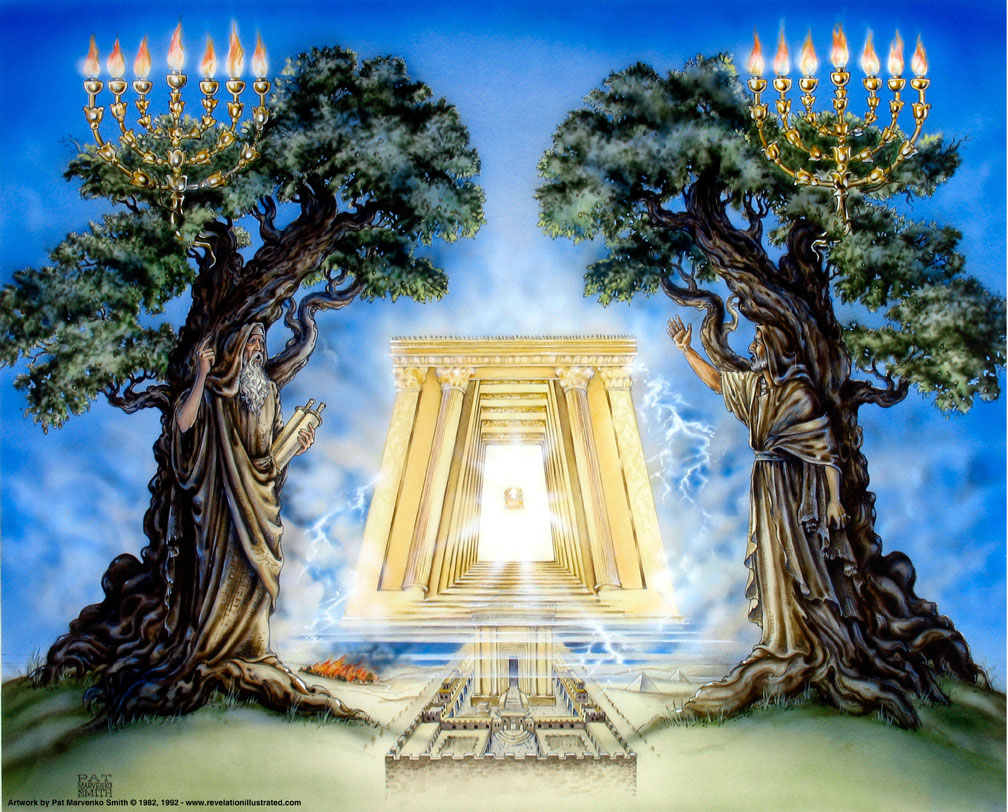 PAT
MARVENKO
SMITH
Artwork by Pat Marvenko Smith © 1982, 1992 - www.revelationillustrated.com